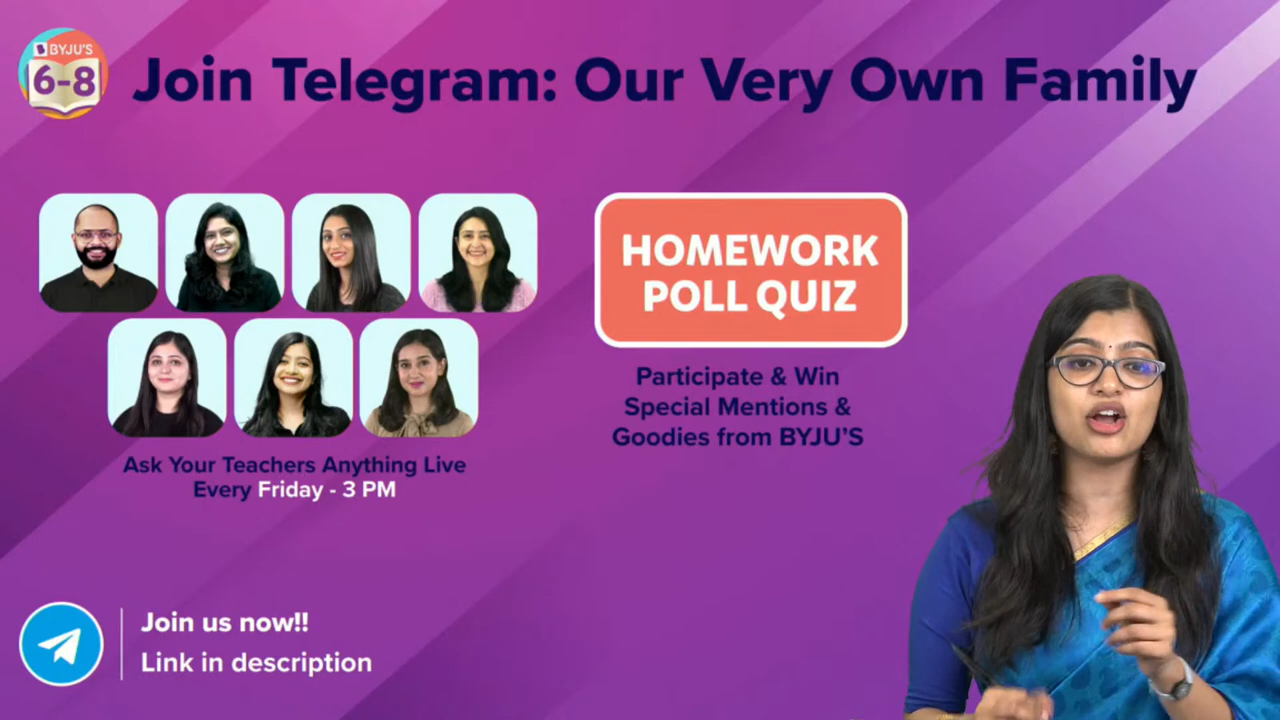 BYJU'S
6-8
Join Telegram: Our Very Own Family
HOMEWORK
POLL QUIZ
Participate & Win
Special Mentions &
Goodies from BYJU'S
Ask Your Teachers Anything Live
Every Friday - 3 PM
Join us now!!
Link in description